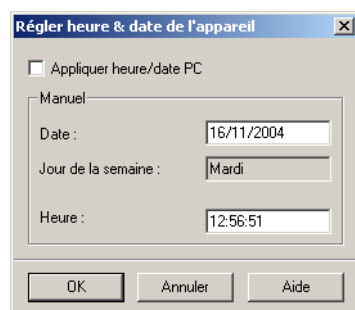 Régler heure & date de l'appareil
Appliquer heure/date PC
Manuel
Date : 16/11/2004
Jour de la semaine : Mardi
Heure : 12:56:51
OK Annuler Aide